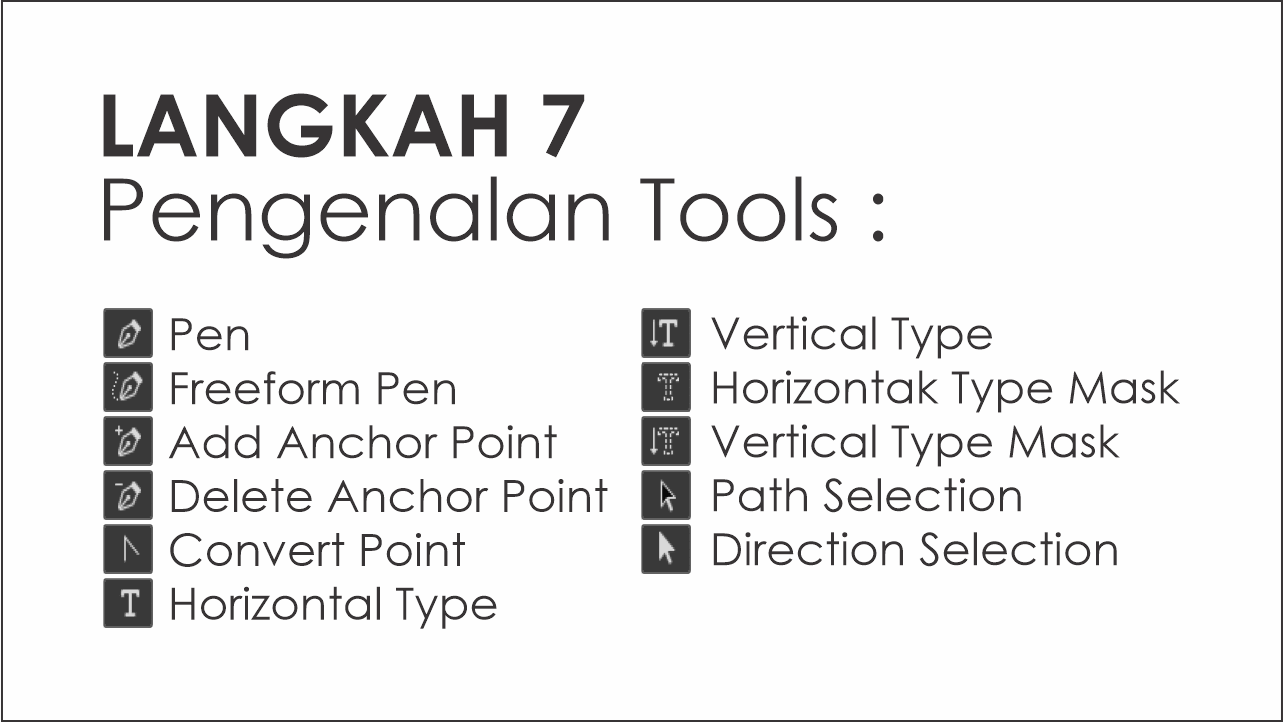 LANGKAH 7
Pengenalan Tools :
Pen
Freeform Pen
Add Anchor Point
Delete Anchor Point
Convert Point
Horizontal Type
Vertical Type
Horizontak Type Mask
Vertical Type Mask
Path Selection
Direction Selection